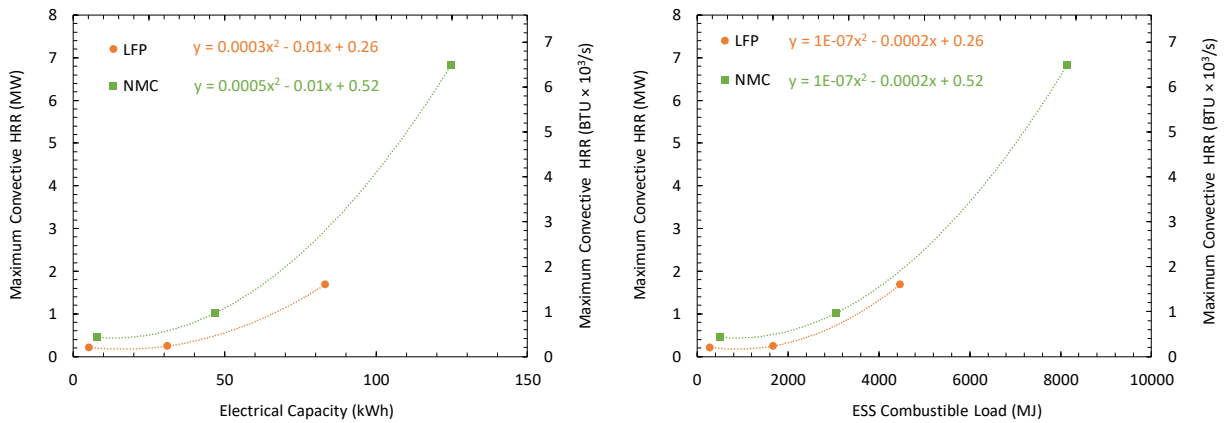 8
7
6
5
4
3
2
1
0
Maximum Convective HRR (MW)
LFP
y = 0.0003x² - 0.01x + 0.26
NMC
y = 0.0005x² - 0.01x + 0.52
7
6
5
4
3
2
1
0
Maximum Convective HRR (BTU × 10³/s)
0 50 100 150
Electrical Capacity (kWh)
8
7
6
5
4
3
2
1
0
Maximum Convective HRR (MW)
LFP
y = 1E-07x² - 0.0002x + 0.26
NMC
y = 1E-07x² - 0.0002x + 0.52
7
6
5
4
3
2
1
0
Maximum Convective HRR (BTU × 10³/s)
0 2000 4000 6000 8000 10000
ESS Combustible Load (MJ)